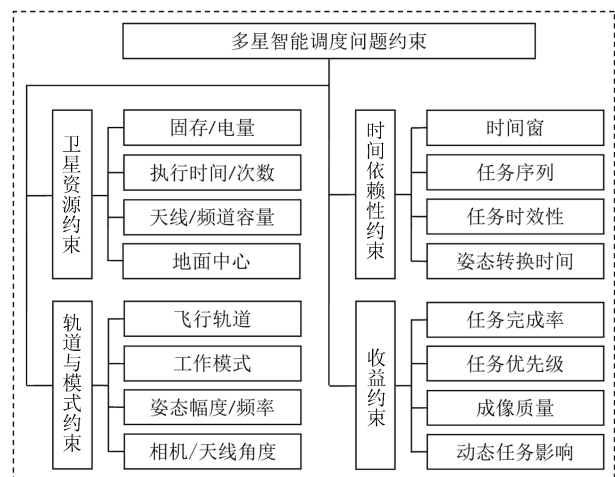 多星智能调度问题约束
卫星资源约束
固存/电量
执行时间/次数
天线/频道容量
地面中心
时间依赖性约束
时间窗
任务序列
任务时效性
姿态转换时间
轨道与模式约束
飞行轨道
工作模式
姿态幅度/频率
相机/天线角度
收益约束
任务完成率
任务优先级
成像质量
动态任务影响